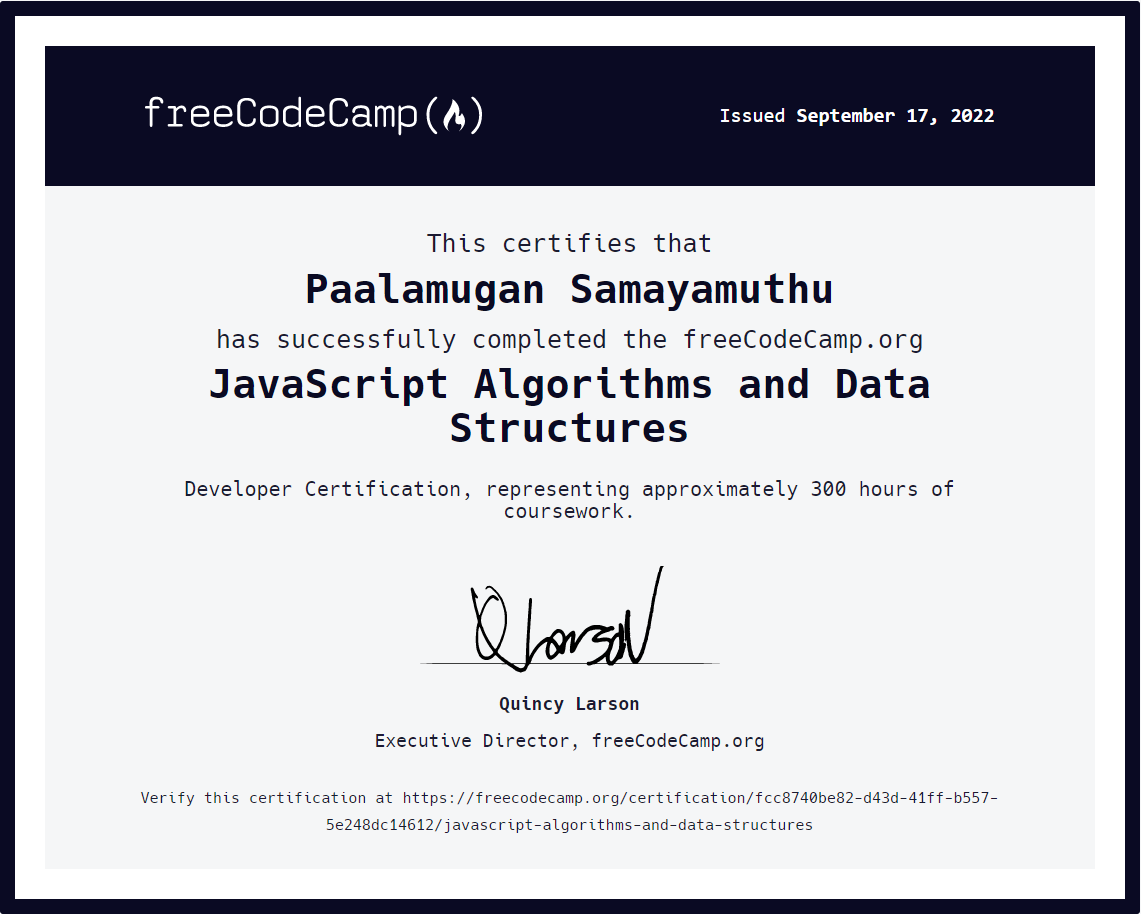 freeCodeCamp(🔥)
Issued September 17, 2022
This certifies that
Paalamugan Samayamuthu
has successfully completed the freeCodeCamp.org
JavaScript Algorithms and Data
Structures
Developer Certification, representing approximately 300 hours of
coursework.
Q Larson
Quincy Larson
Executive Director, freeCodeCamp.org
Verify this certification at https://freecodecamp.org/certification/fcc8740be82-d43d-41ff-b557-
5e248dc14612/javascript-algorithms-and-data-structures